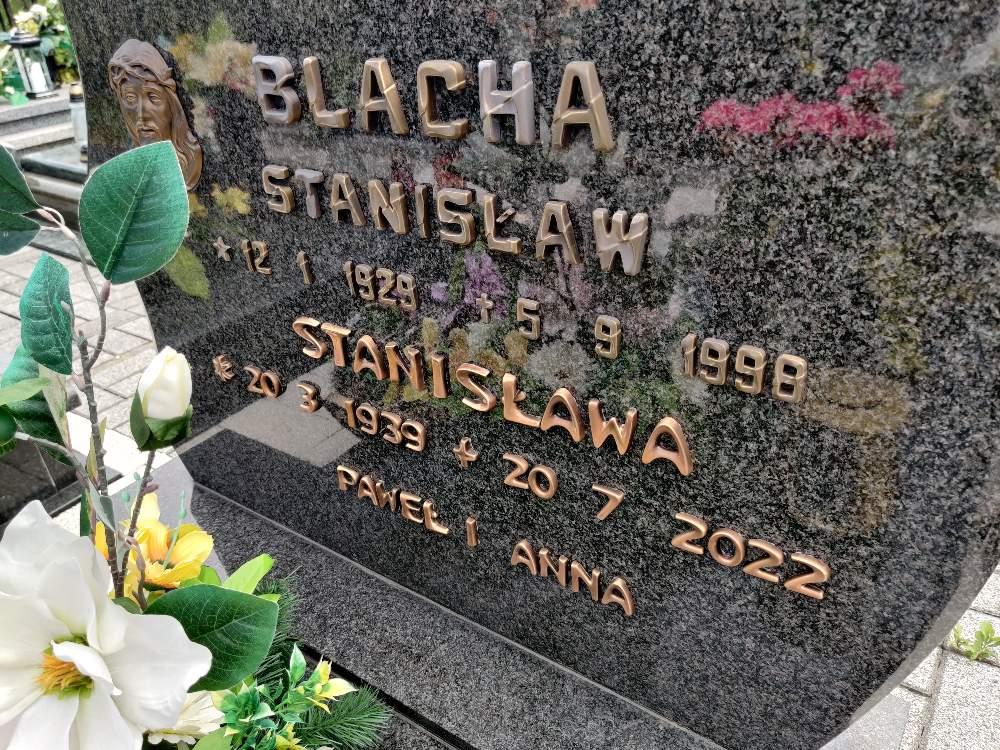 BLACHA
STANISŁAW
* 12 1 1929 + 5 9 1998
STANISŁAWA
* 20 3 1939 + 20 7 2022
PAWEŁ I ANNA